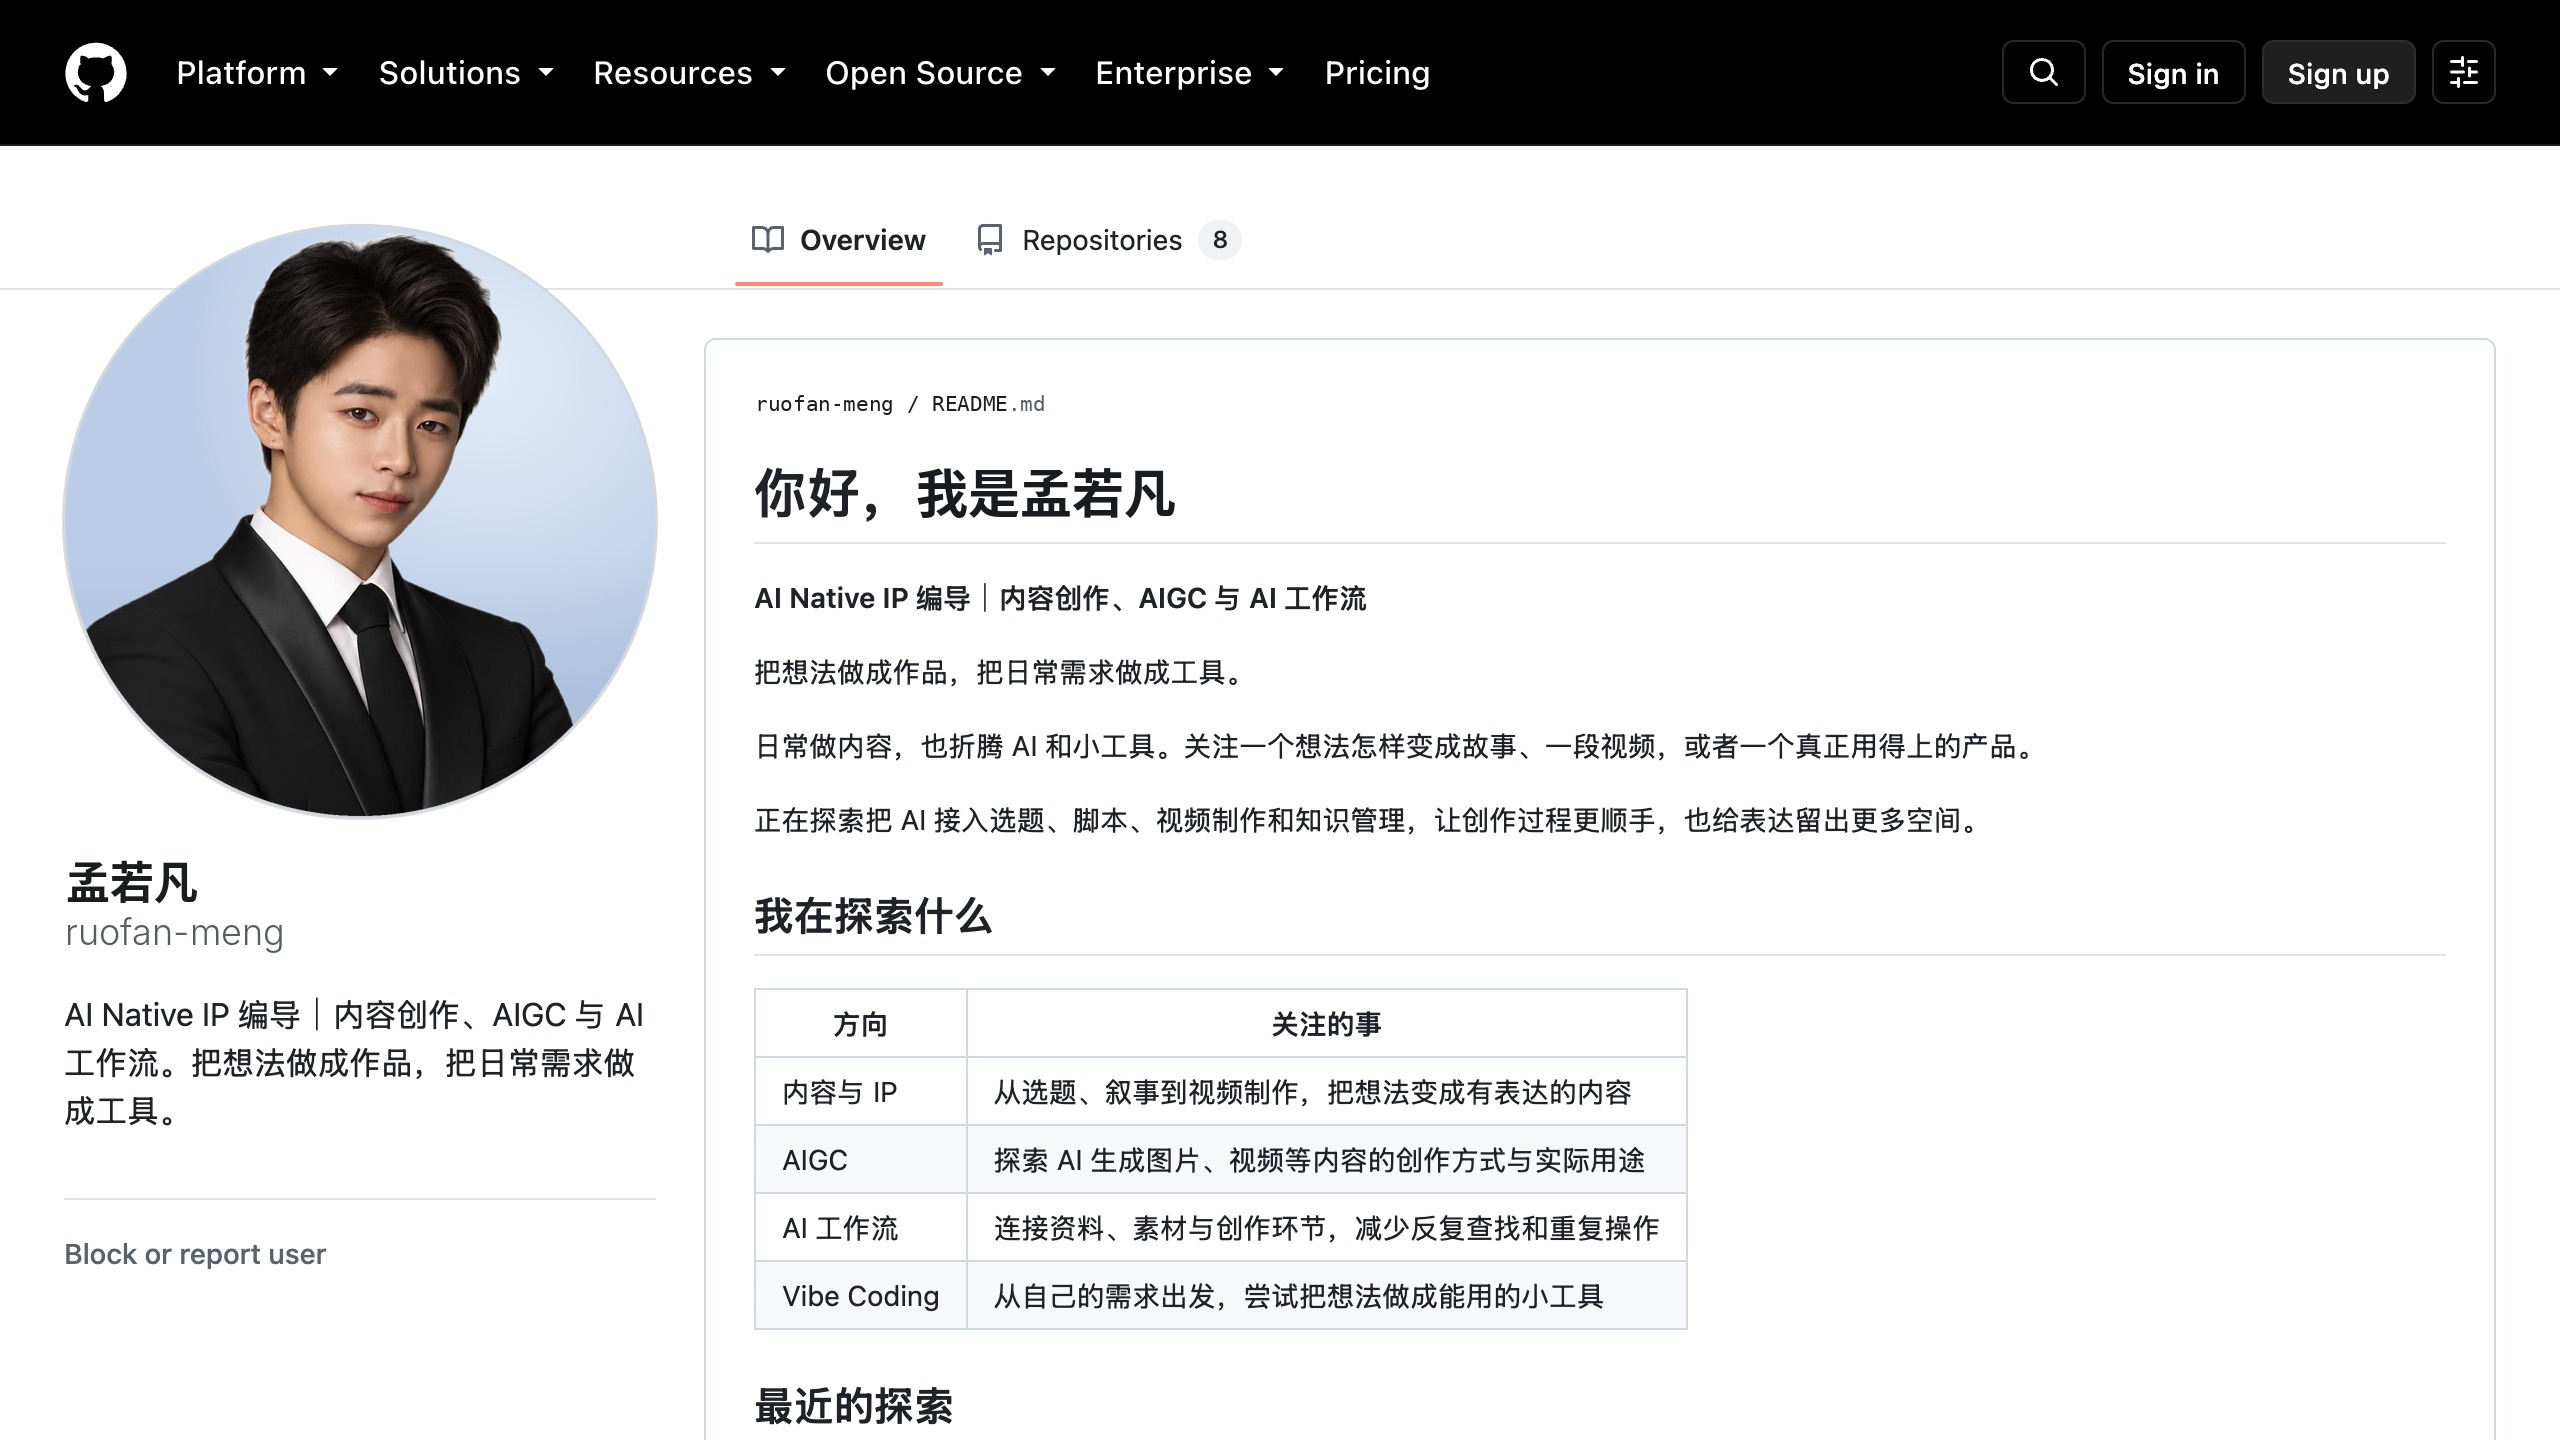 Platform
Solutions
Resources
Open Source
Enterprise
Pricing
Sign in
Sign up
Overview
Repositories 8
孟若凡
ruofan-meng
AI Native IP 编导｜内容创作、AIGC 与 AI
工作流。把想法做成作品，把日常需求做
成工具。
Block or report user
ruofan-meng / README.md
你好，我是孟若凡
AI Native IP 编导｜内容创作、AIGC 与 AI 工作流
把想法做成作品，把日常需求做成工具。
日常做内容，也折腾 AI 和小工具。关注一个想法怎样变成故事、一段视频，或者一个真正用得上的产品。
正在探索把 AI 接入选题、脚本、视频制作和知识管理，让创作过程更顺手，也给表达留出更多空间。
我在探索什么
方向 关注的事
内容与 IP 从选题、叙事到视频制作，把想法变成有表达的内容
AIGC 探索 AI 生成图片、视频等内容的创作方式与实际用途
AI 工作流 连接资料、素材与创作环节，减少反复查找和重复操作
Vibe Coding 从自己的需求出发，尝试把想法做成能用的小工具
最近的探索